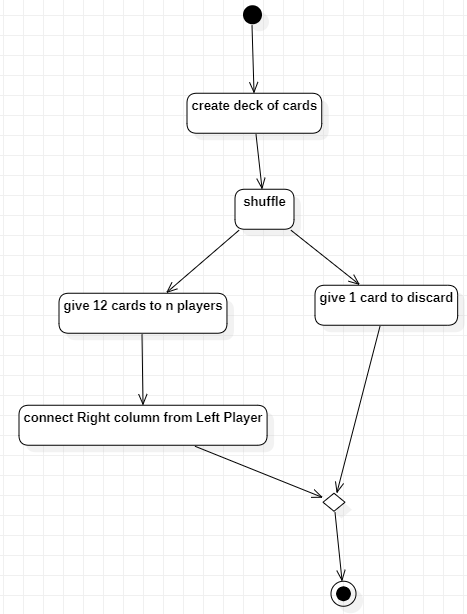 create deck of cards
shuffle
give 12 cards to n players
give 1 card to discard
connect Right column from Left Player